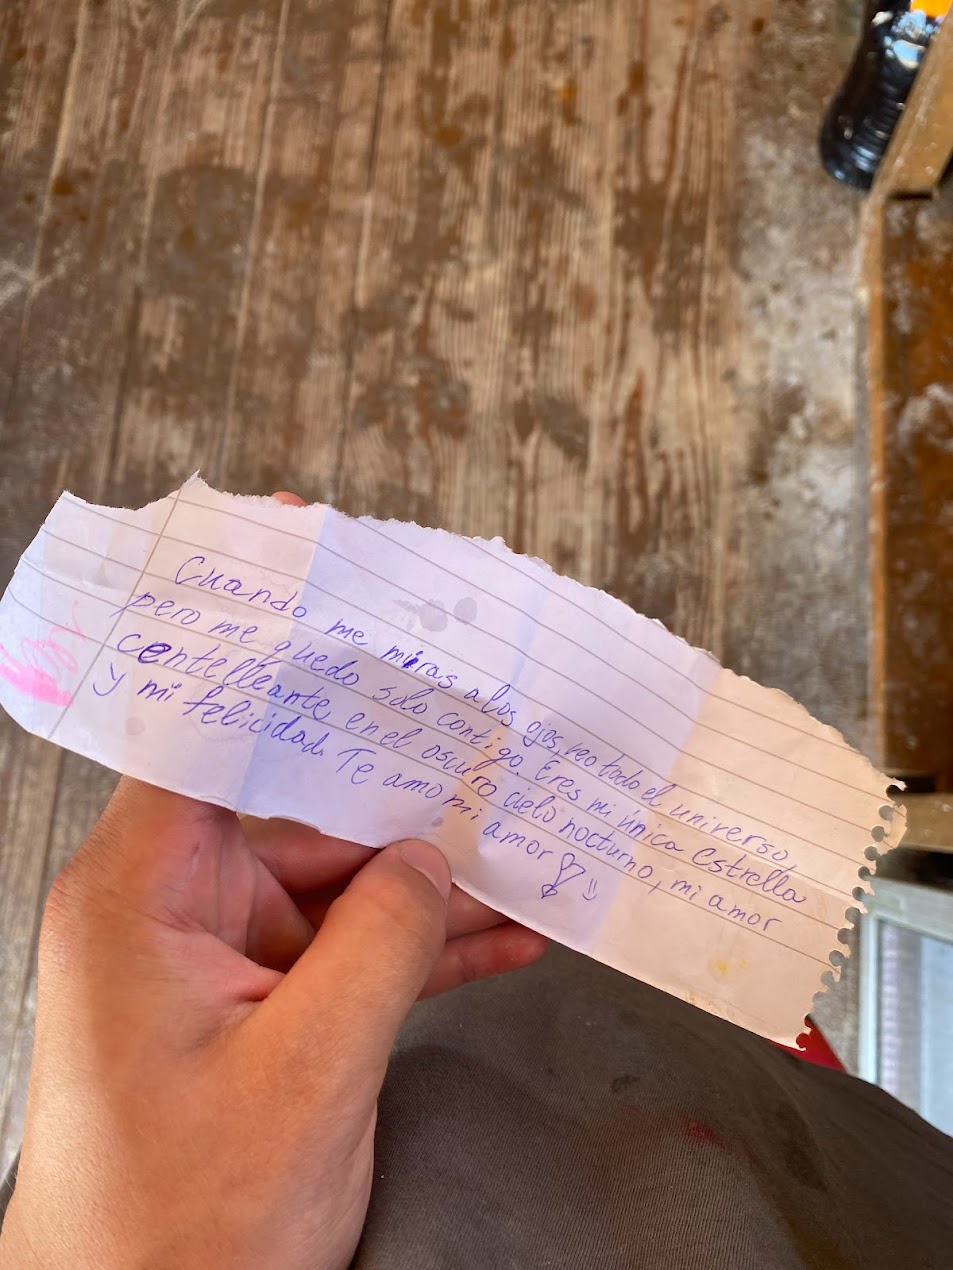 Cuando me miras a los ojos, veo todo el universo,
pero me quedo solo contigo. Eres mi única estrella
centelleante en el oscuro cielo nocturno, mi amor
y mi felicidad. Te amo mi amor